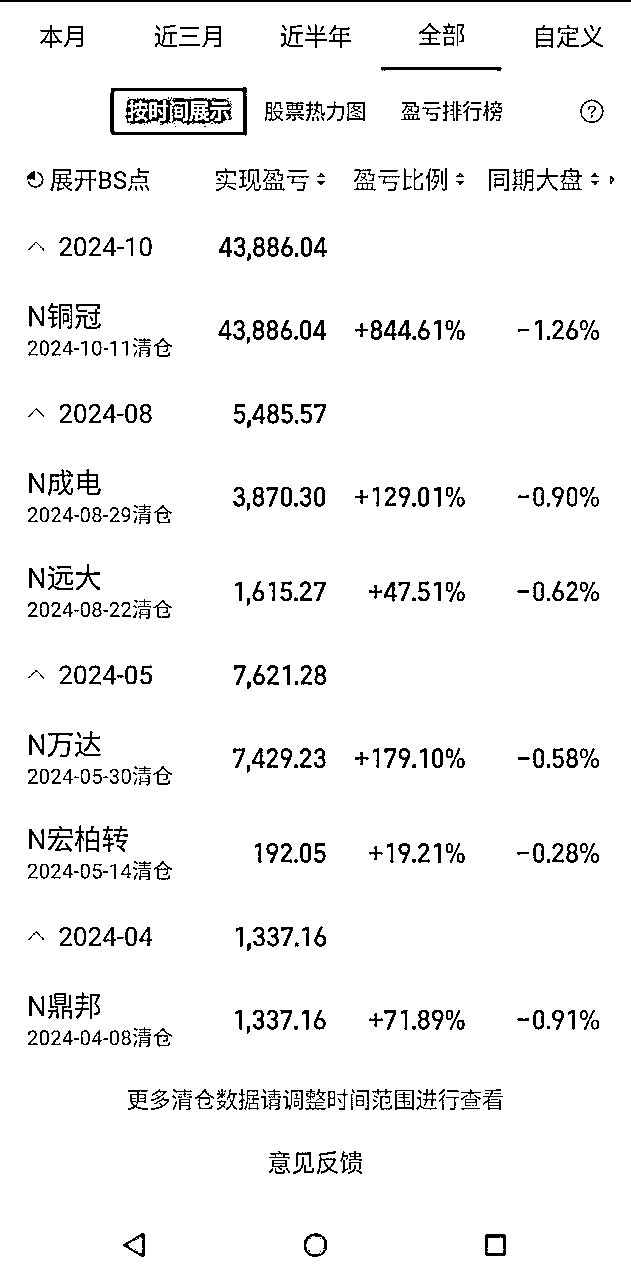 本月 近三月 近半年 全部 自定义
按时间展示 股票热力图 盈亏排行榜 ?
展开BS点 实现盈亏 盈亏比例 同期大盘
2024-10 43,886.04
N铜冠 43,886.04 +844.61% -1.26%
2024-10-11清仓
2024-08 5,485.57
N成电 3,870.30 +129.01% -0.90%
2024-08-29清仓
N远大 1,615.27 +47.51% -0.62%
2024-08-22清仓
2024-05 7,621.28
N万达 7,429.23 +179.10% -0.58%
2024-05-30清仓
N宏柏转 192.05 +19.21% -0.28%
2024-05-14清仓
2024-04 1,337.16
N鼎邦 1,337.16 +71.89% -0.91%
2024-04-08清仓
更多清仓数据请调整时间范围进行查看
意见反馈